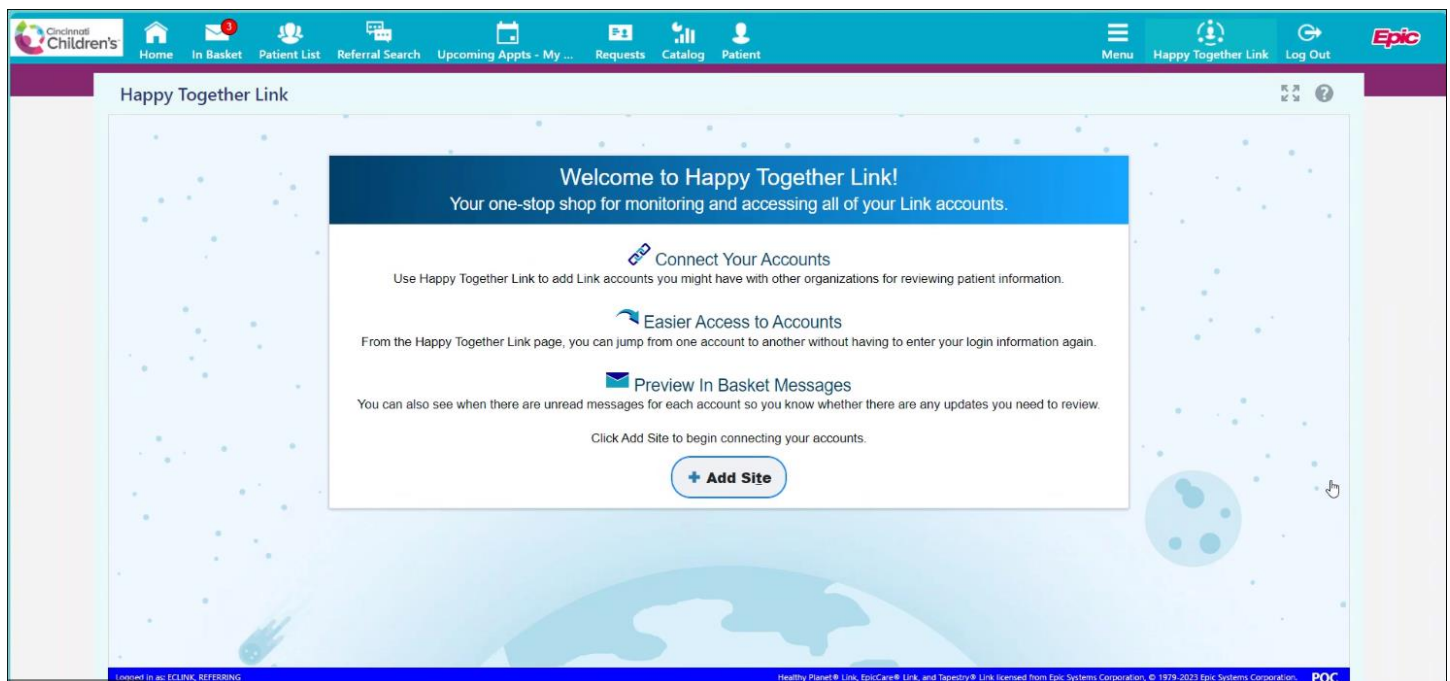 Cincinnati
Children's
Home
3
In Basket
Patient List
Referral Search
Upcoming Appts - My ...
Requests
Catalog
Patient
Menu
Happy Together Link
Log Out
Epic
Happy Together Link
Welcome to Happy Together Link!
Your one-stop shop for monitoring and accessing all of your Link accounts.
Connect Your Accounts
Use Happy Together Link to add Link accounts you might have with other organizations for reviewing patient information.
Easier Access to Accounts
From the Happy Together Link page, you can jump from one account to another without having to enter your login information again.
Preview In Basket Messages
You can also see when there are unread messages for each account so you know whether there are any updates you need to review.
Click Add Site to begin connecting your accounts.
+ Add Site
Logged in as: ECLINK, REFERRING
Healthy Planet® Link, EpicCare® Link, and Tapestry® Link licensed from Epic Systems Corporation, © 1979-2023 Epic Systems Corporation.
POC